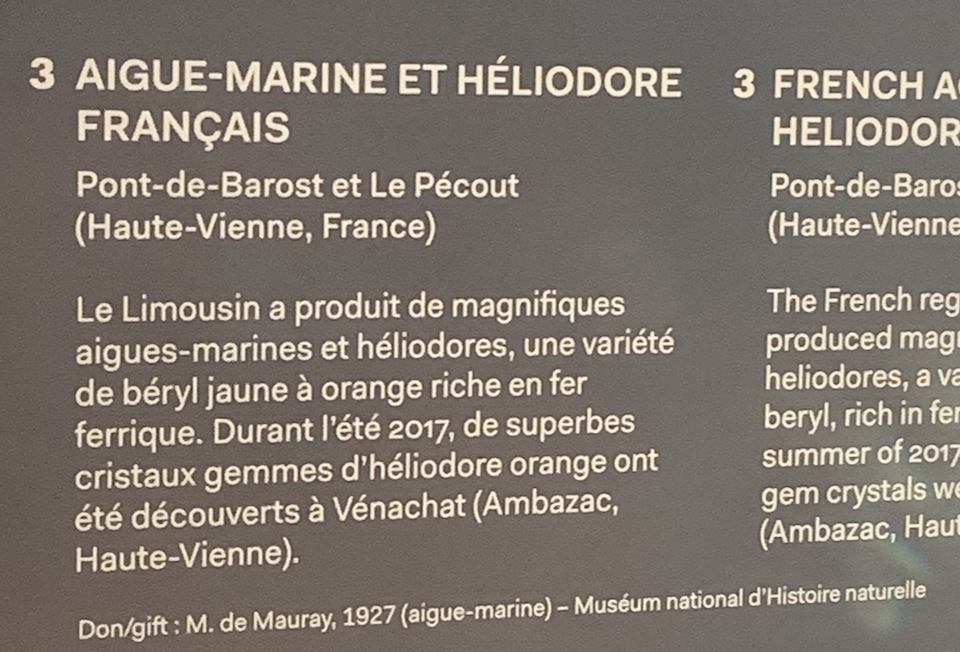 3 AIGUE-MARINE ET HÉLIODORE
FRANÇAIS
Pont-de-Barost et Le Pécout
(Haute-Vienne, France)
Le Limousin a produit de magnifiques
aigues-marines et héliodores, une variété
de béryl jaune à orange riche en fer
ferrique. Durant l'été 2017, de superbes
cristaux gemmes d'héliodore orange ont
été découverts à Vénachat (Ambazac,
Haute-Vienne).
3 FRENCH
HELIODOR
Pont-de-Baros
(Haute-Vienne
The French reg
produced mag
heliodores, a va
beryl, rich in fer
summer of 2017
gem crystals we
(Ambazac, Haut
Don/gift : M. de Mauray, 1927 (aigue-marine) – Muséum national d'Histoire naturelle